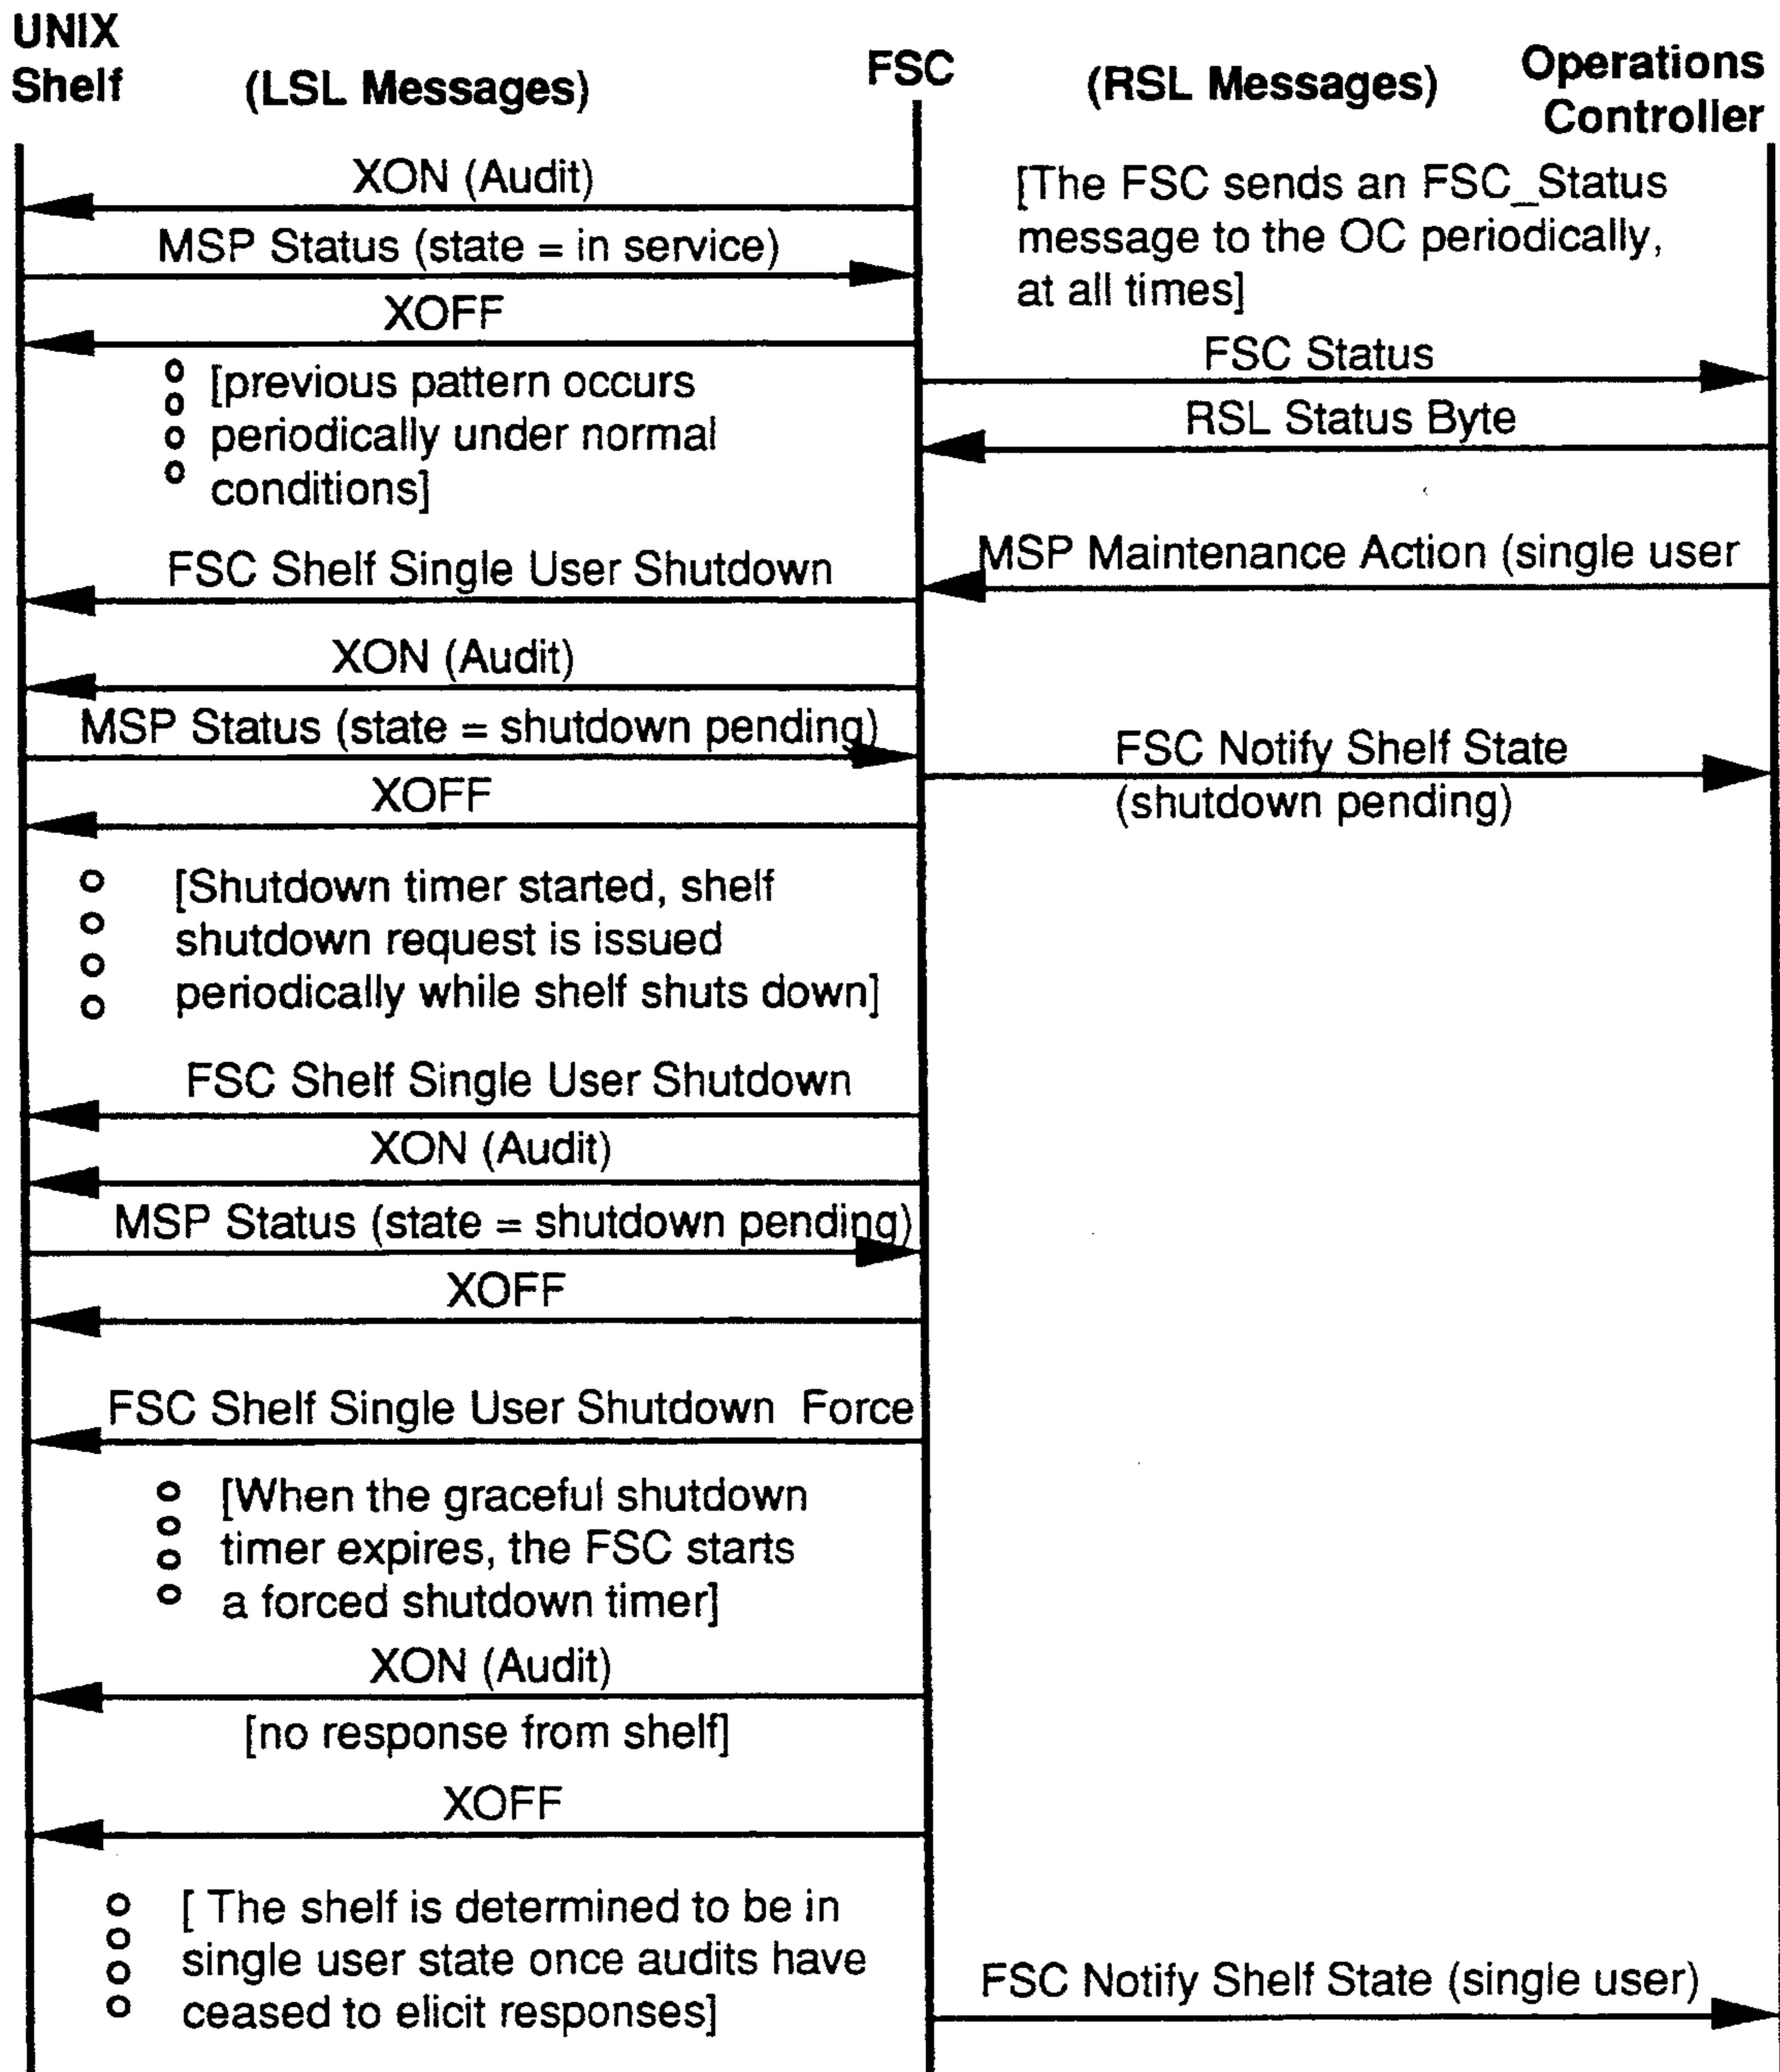 UNIX
Shelf
(LSL Messages)
FSC
(RSL Messages)
Operations
Controller
XON (Audit)
[The FSC sends an FSC_Status
message to the OC periodically,
at all times]
MSP Status (state = in service)
XOFF
FSC Status
[previous pattern occurs
periodically under normal
conditions]
RSL Status Byte
MSP Maintenance Action (single user
FSC Shelf Single User Shutdown
XON (Audit)
MSP Status (state = shutdown pending)
FSC Notify Shelf State
(shutdown pending)
XOFF
[Shutdown timer started, shelf
shutdown request is issued
periodically while shelf shuts down]
FSC Shelf Single User Shutdown
XON (Audit)
MSP Status (state = shutdown pending)
XOFF
FSC Shelf Single User Shutdown Force
[When the graceful shutdown
timer expires, the FSC starts
a forced shutdown timer]
XON (Audit)
[no response from shelf]
XOFF
[ The shelf is determined to be in
single user state once audits have
ceased to elicit responses]
FSC Notify Shelf State (single user)